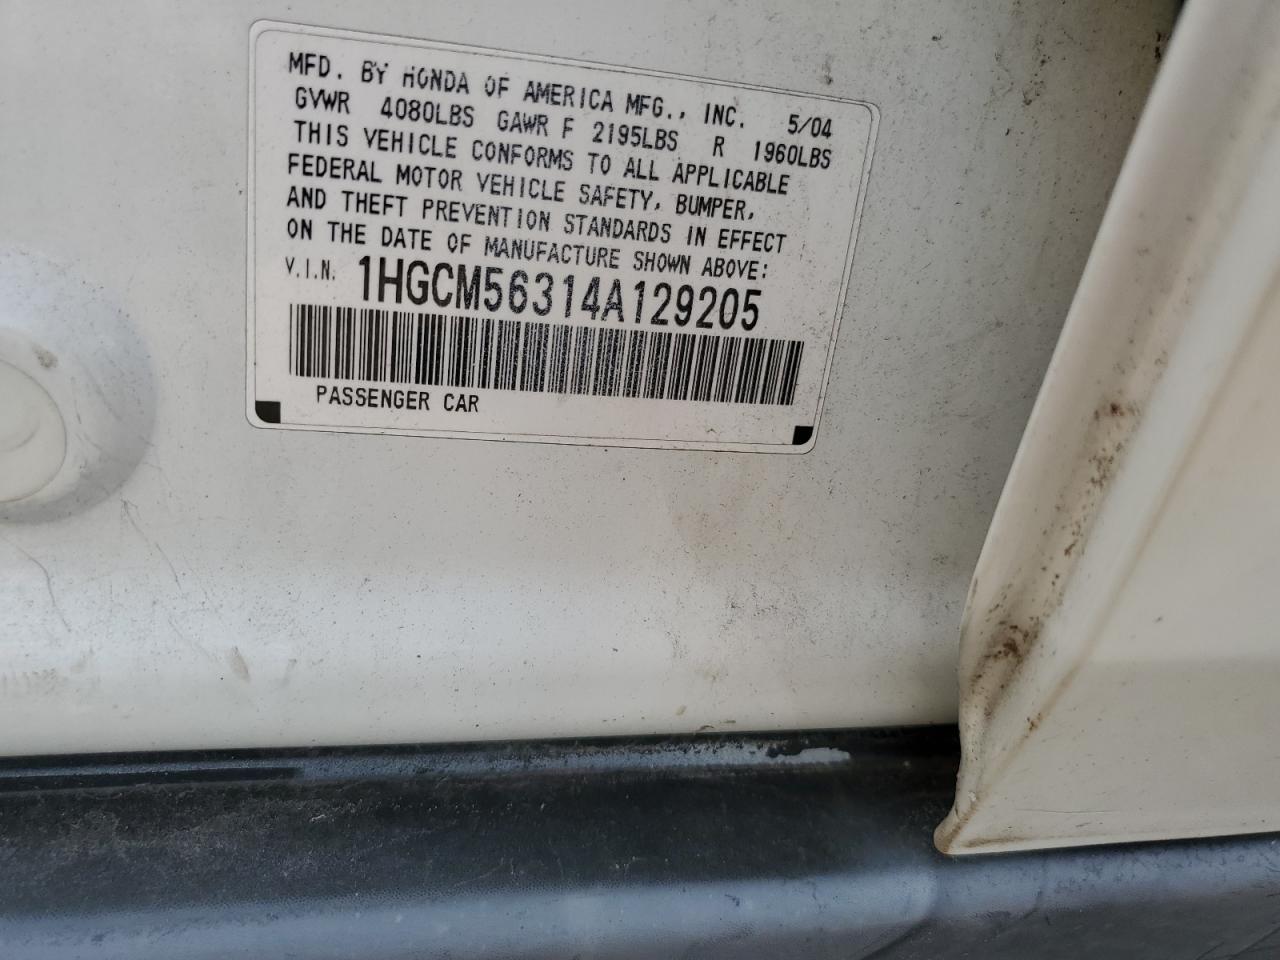 MFD. BY HONDA OF AMERICA MFG., INC. 5/04
GVWR 4080LBS GAWR F 2195LBS R 1960LBS
THIS VEHICLE CONFORMS TO ALL APPLICABLE
FEDERAL MOTOR VEHICLE SAFETY, BUMPER,
AND THEFT PREVENTION STANDARDS IN EFFECT
ON THE DATE OF MANUFACTURE SHOWN ABOVE:
V.I.N. 1HGCM56314A129205
PASSENGER CAR